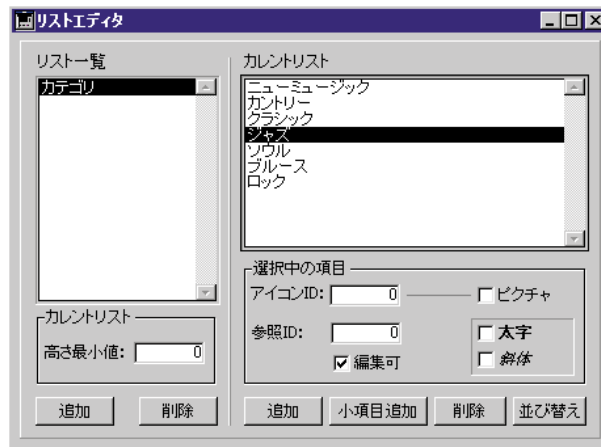 リストエディタ
リスト一覧
カテゴリ
カレントリスト
高さ最小値: 0
追加 削除
カレントリスト
ニューミュージック
カントリー
クラシック
ジャズ
ソウル
ブルース
ロック
選択中の項目
アイコンID: 0 ピクチャ
参照ID: 0 太字
編集可 斜体
追加 小項目追加 削除 並び替え